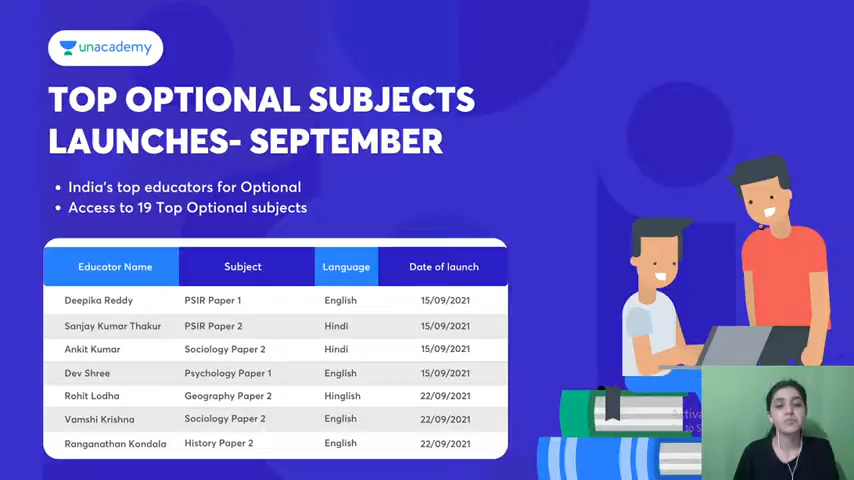 unacademy
TOP OPTIONAL SUBJECTS
LAUNCHES- SEPTEMBER
• India's top educators for Optional
• Access to 19 Top Optional subjects
Educator Name Subject Language Date of launch
Deepika Reddy PSIR Paper 1 English 15/09/2021
Sanjay Kumar Thakur PSIR Paper 2 Hindi 15/09/2021
Ankit Kumar Sociology Paper 2 Hindi 15/09/2021
Dev Shree Psychology Paper 1 English 15/09/2021
Rohit Lodha Geography Paper 2 Hinglish 22/09/2021
Vamshi Krishna Sociology Paper 2 English 22/09/2021
Ranganathan Kondala History Paper 2 English 22/09/2021
Activa
to S